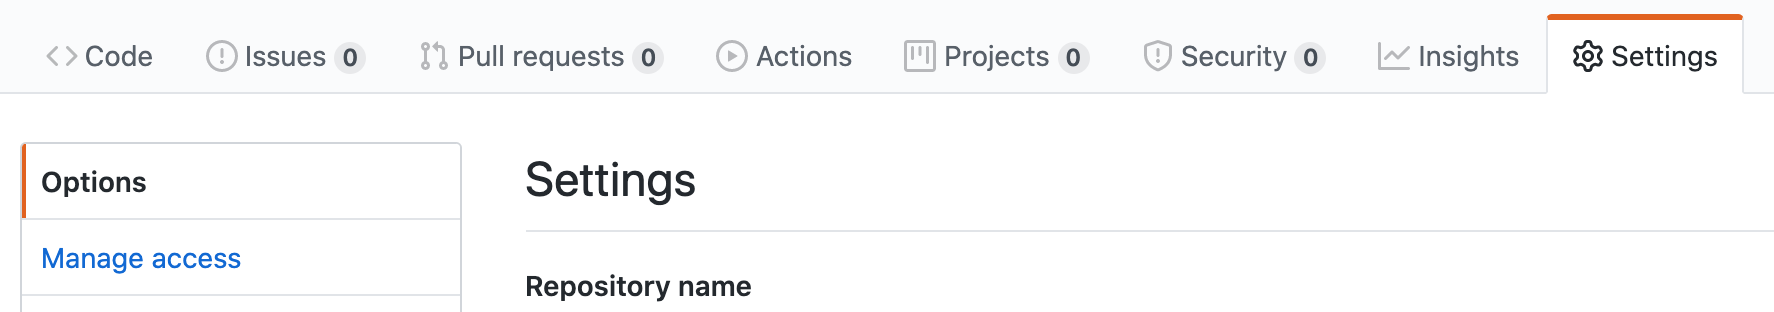 Code Issues 0 Pull requests 0 Actions Projects 0 Security 0 Insights Settings
Options
Manage access
Settings
Repository name